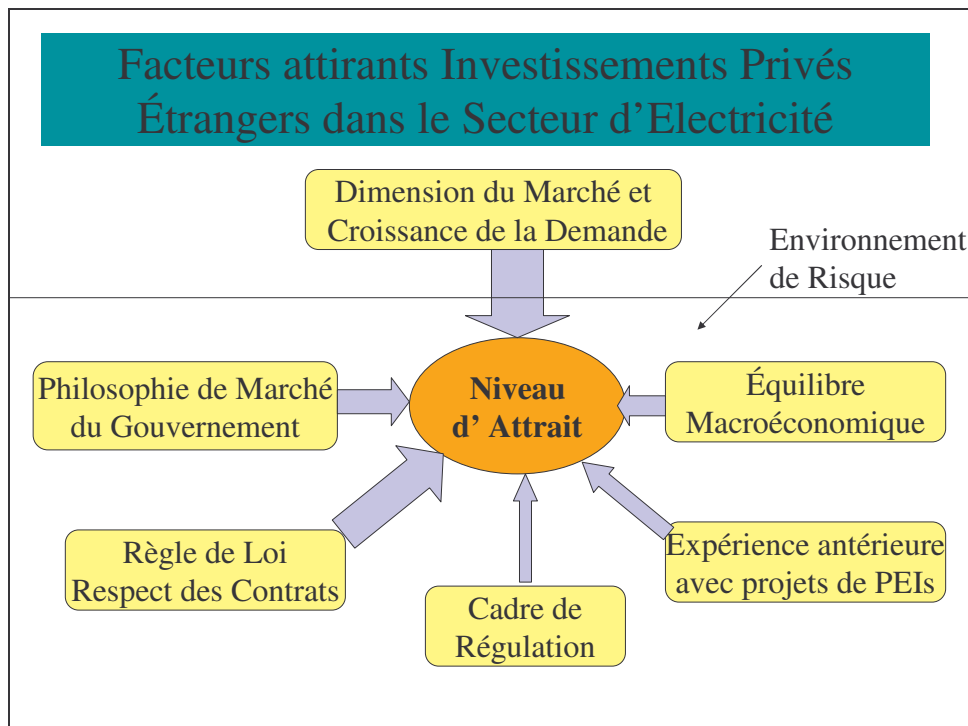 Facteurs attirants Investissements Privés
Étrangers dans le Secteur d’Electricité
Dimension du Marché et
Croissance de la Demande
Environnement
de Risque
Philosophie de Marché
du Gouvernement
Niveau
d’ Attrait
Équilibre
Macroéconomique
Règle de Loi
Respect des Contrats
Cadre de
Régulation
Expérience antérieure
avec projets de PEIs